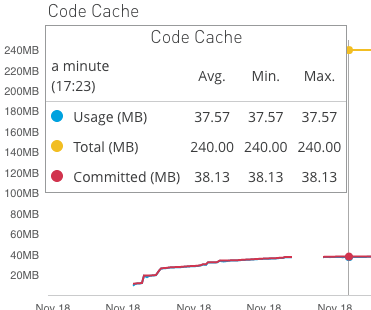 Code Cache
Code Cache
a minute
(17:23)
Avg. Min. Max.
Usage (MB) 37.57 37.57 37.57
Total (MB) 240.00 240.00 240.00
Committed (MB) 38.13 38.13 38.13
240MB
220MB
200MB
180MB
160MB
140MB
120MB
100MB
80MB
60MB
40MB
20MB
Nov 18 Nov 18 Nov 18 Nov 18 Nov 18